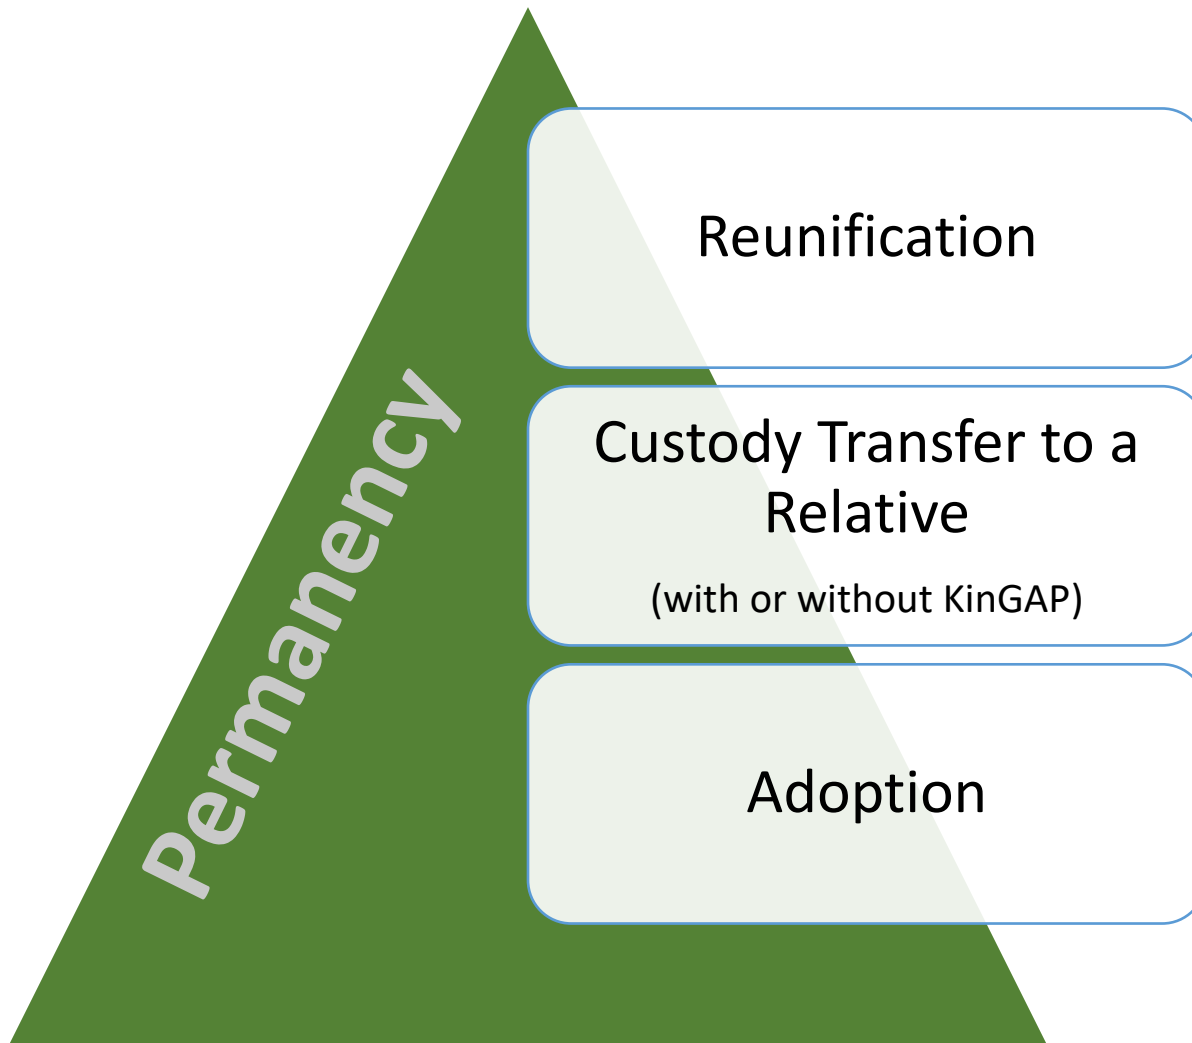 Permanency
Reunification
Custody Transfer to a
Relative
(with or without KinGAP)
Adoption